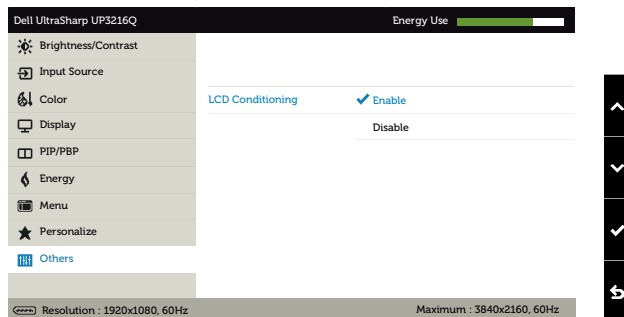 Dell UltraSharp UP3216Q Energy Use
Brightness/Contrast
Input Source
Color LCD Conditioning Enable
Display Disable
PIP/PBP
Energy
Menu
Personalize
Others
Resolution : 1920x1080, 60Hz Maximum : 3840x2160, 60Hz